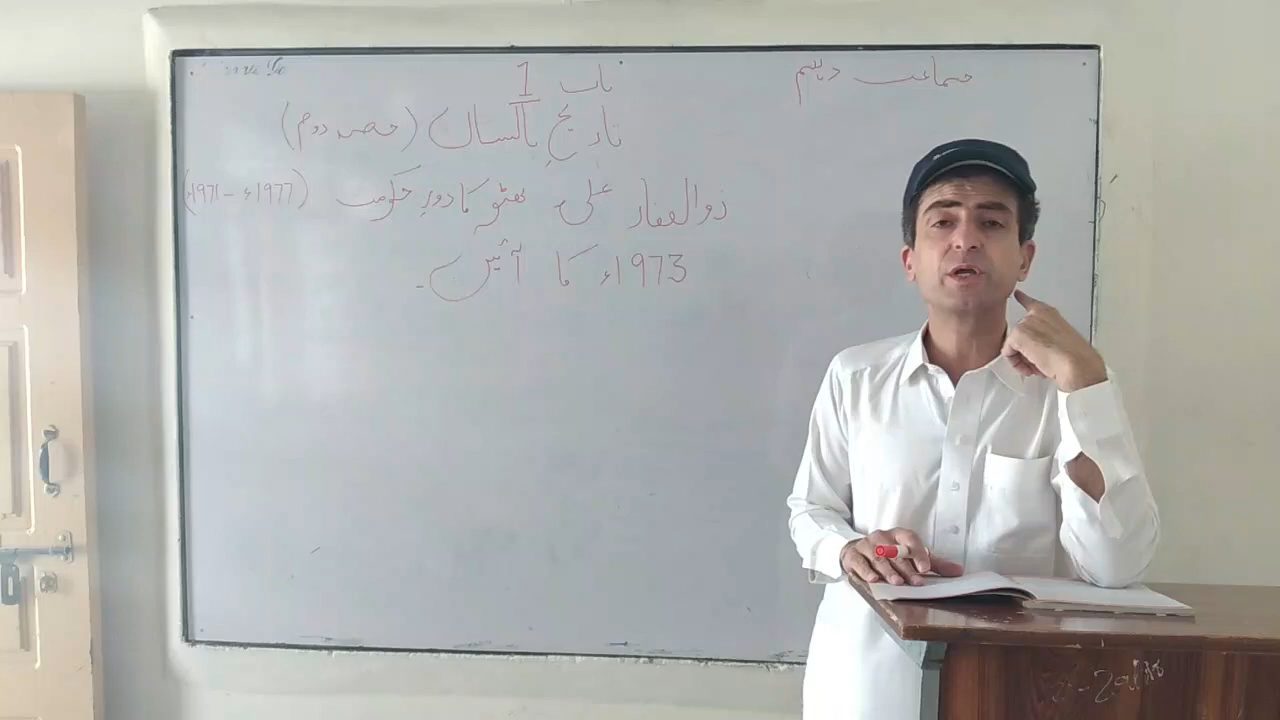 جماعت دہم
باب 1
تاریخِ پاکستان (حصہ دوم)
ذوالفقار علی بھٹو کا دورِ حکومت (1971ء - 1977ء)
1973ء کا آئین۔